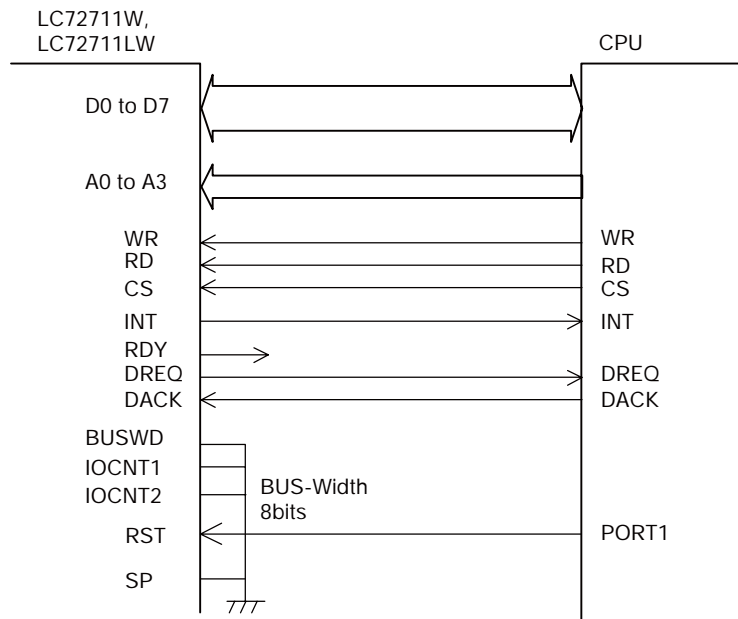 LC72711W,
LC72711LW
CPU
D0 to D7
A0 to A3
WR WR
RD RD
CS CS
INT INT
RDY
DREQ DREQ
DACK DACK
BUSWD
IOCNT1
IOCNT2
BUS-Width
8bits
RST PORT1
SP